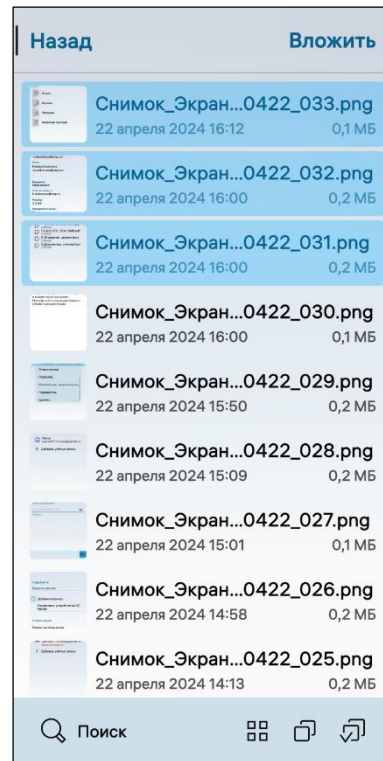 Назад Вложить
Снимок_Экран...0422_033.png
22 апреля 2024 16:12 0,1 МБ
Снимок_Экран...0422_032.png
22 апреля 2024 16:00 0,2 МБ
Снимок_Экран...0422_031.png
22 апреля 2024 16:00 0,2 МБ
Снимок_Экран...0422_030.png
22 апреля 2024 16:00 0,1 МБ
Снимок_Экран...0422_029.png
22 апреля 2024 15:50 0,2 МБ
Снимок_Экран...0422_028.png
22 апреля 2024 15:09 0,2 МБ
Снимок_Экран...0422_027.png
22 апреля 2024 15:01 0,1 МБ
Снимок_Экран...0422_026.png
22 апреля 2024 14:58 0,2 МБ
Снимок_Экран...0422_025.png
22 апреля 2024 14:13 0,2 МБ
Поиск